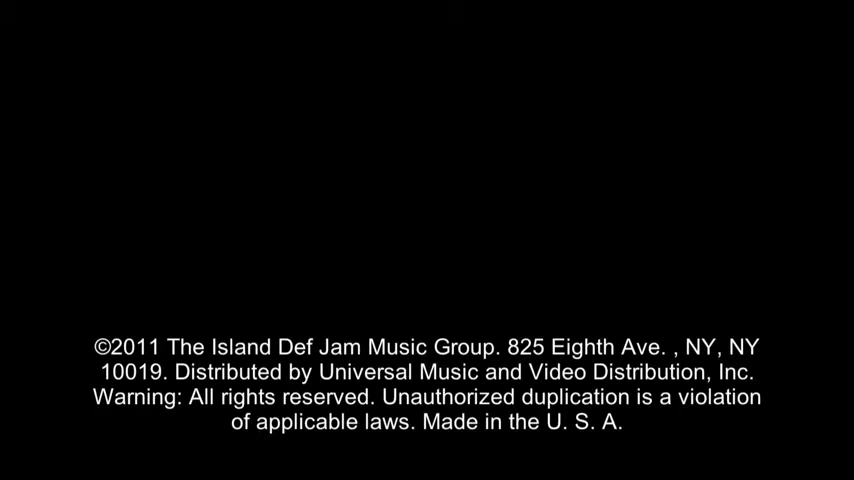 ©2011 The Island Def Jam Music Group. 825 Eighth Ave. , NY, NY
10019. Distributed by Universal Music and Video Distribution, Inc.
Warning: All rights reserved. Unauthorized duplication is a violation
of applicable laws. Made in the U. S. A.